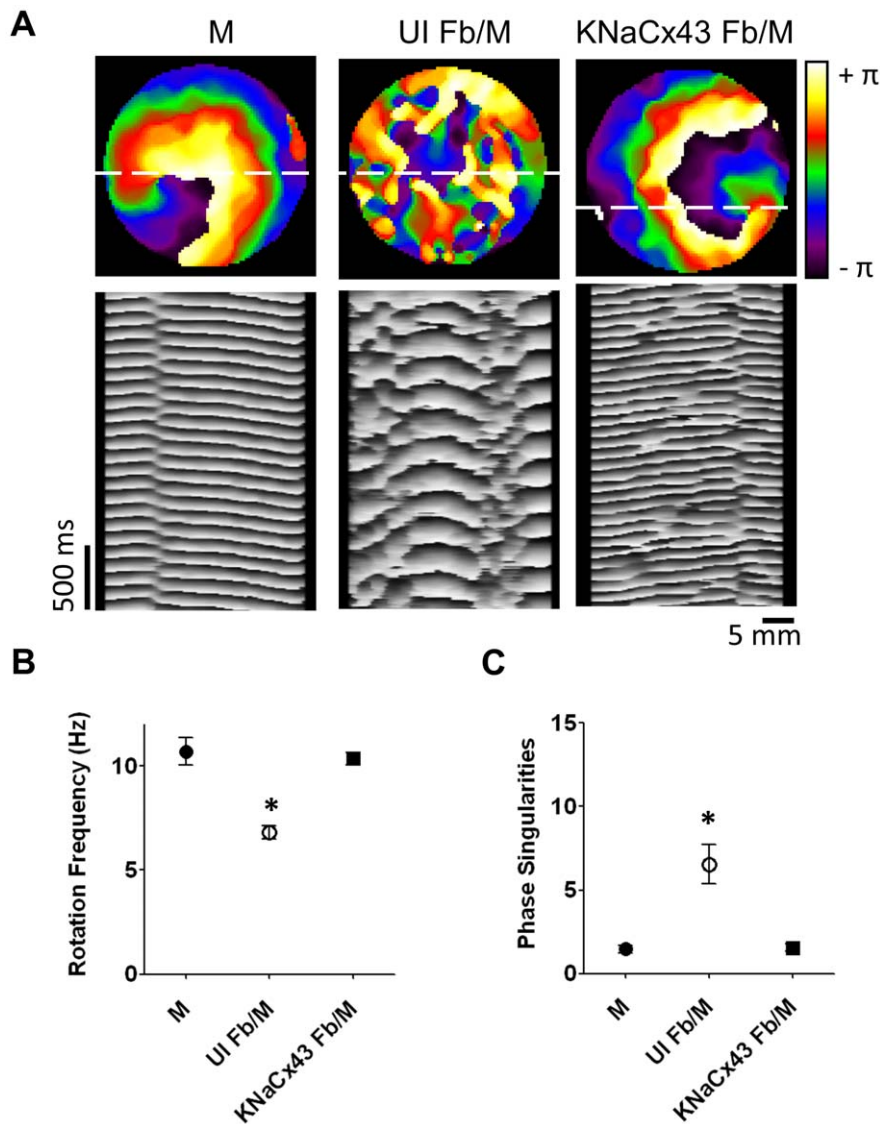 A
M
UI Fb/M
KNaCx43 Fb/M
+ π
- π
500 ms
5 mm
B
Rotation Frequency (Hz)
10
5
0
*
M
UI Fb/M
KNaCx43 Fb/M
C
Phase Singularities
15
10
5
0
*
M
UI Fb/M
KNaCx43 Fb/M